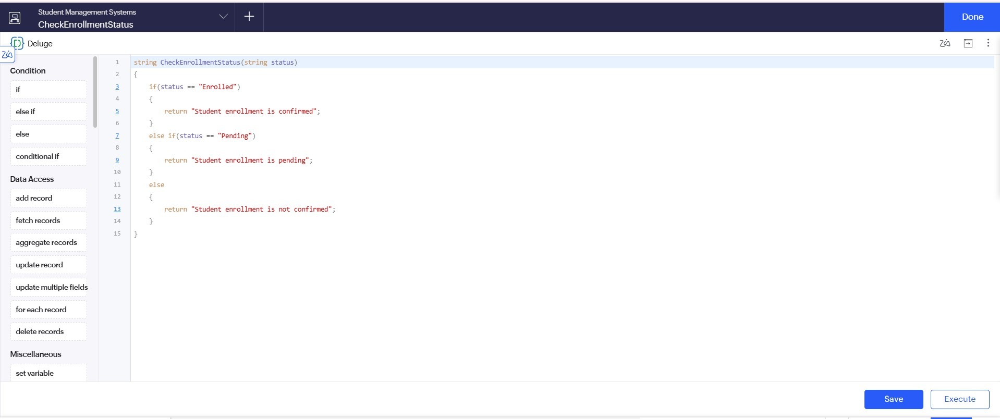 Student Management Systems
CheckEnrollmentStatus
Done
Deluge
Zia
Zia
Condition
if
else if
else
conditional if
Data Access
add record
fetch records
aggregate records
update record
update multiple fields
for each record
delete records
Miscellaneous
set variable
1 string CheckEnrollmentStatus(string status)
2 {
3 if(status == "Enrolled")
4 {
5 return "Student enrollment is confirmed";
6 }
7 else if(status == "Pending")
8 {
9 return "Student enrollment is pending";
10 }
11 else
12 {
13 return "Student enrollment is not confirmed";
14 }
15 }
Save
Execute